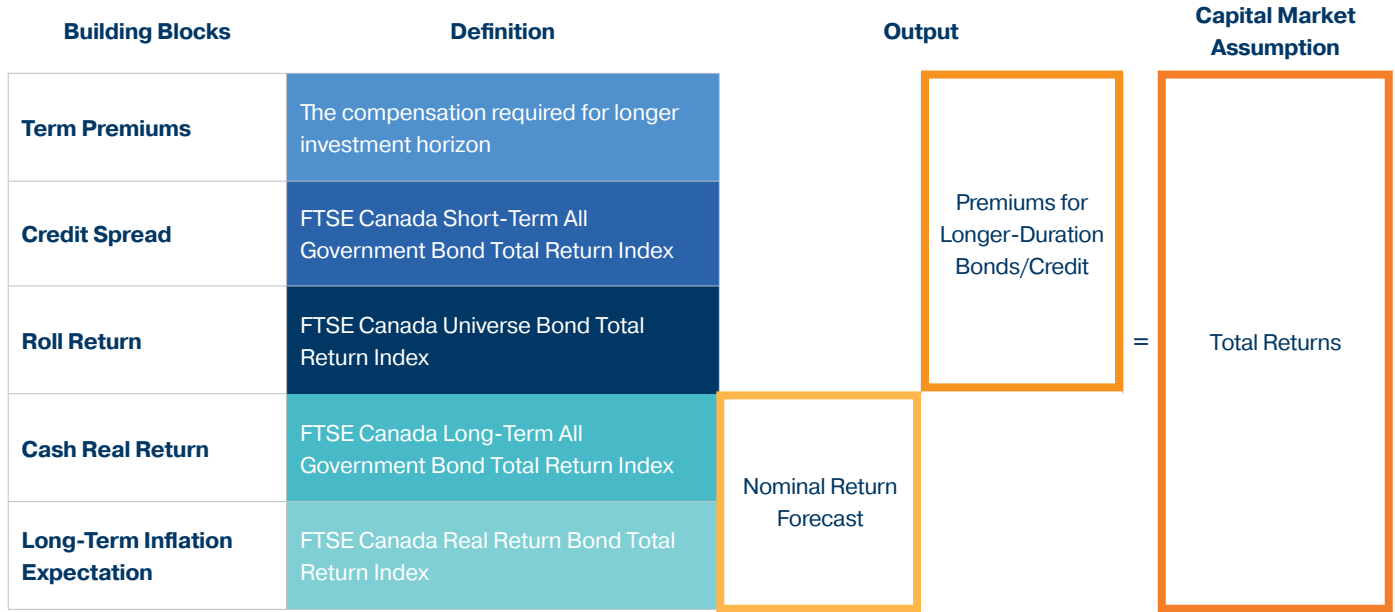 Building Blocks
Definition
Output
Capital Market
Assumption
Term Premiums
The compensation required for longer
investment horizon
Credit Spread
FTSE Canada Short-Term All
Government Bond Total Return Index
Roll Return
FTSE Canada Universe Bond Total
Return Index
Cash Real Return
FTSE Canada Long-Term All
Government Bond Total Return Index
Long-Term Inflation
Expectation
FTSE Canada Real Return Bond Total
Return Index
Nominal Return
Forecast
Premiums for
Longer-Duration
Bonds/Credit
=
Total Returns